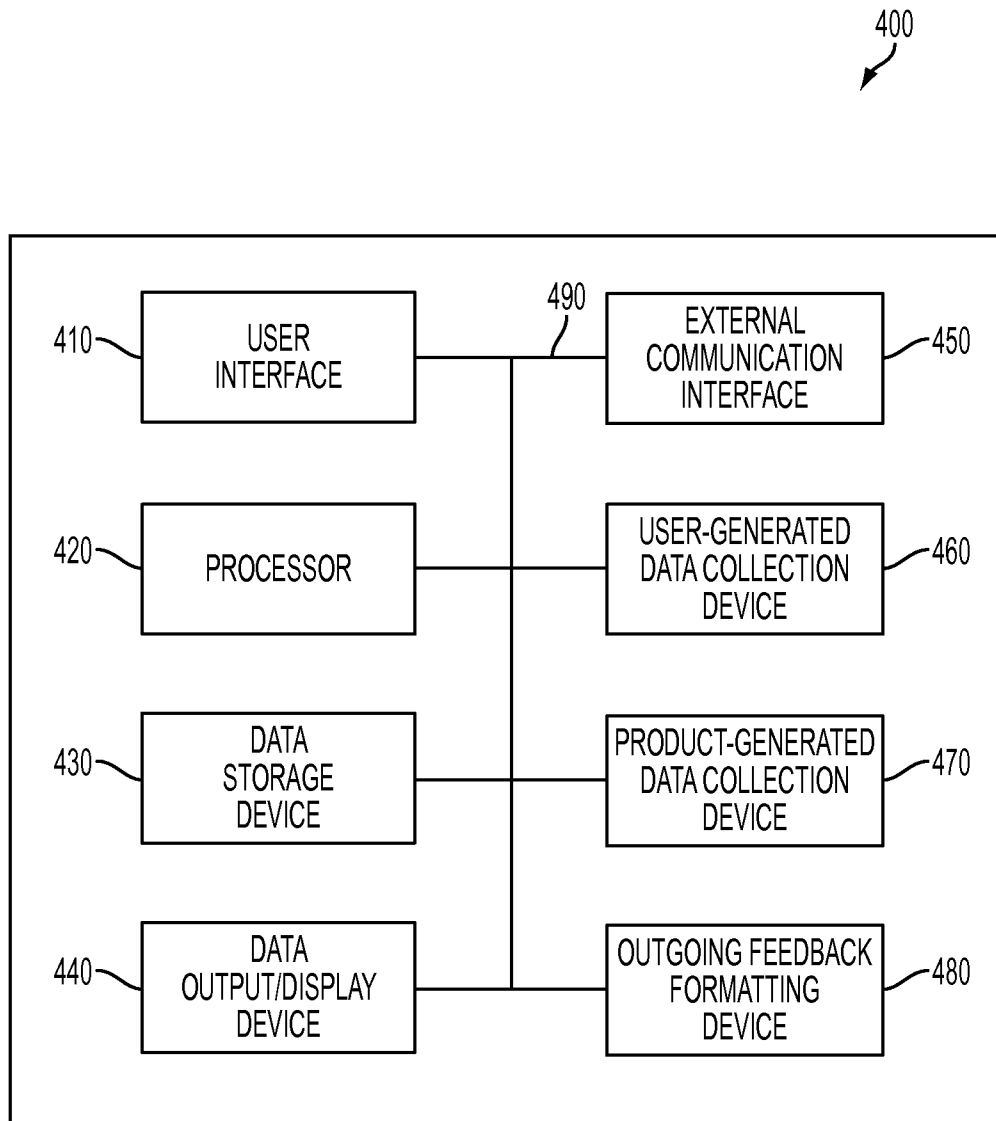 400
410
USER
INTERFACE
490
EXTERNAL
COMMUNICATION
INTERFACE
450
420
PROCESSOR
USER-GENERATED
DATA COLLECTION
DEVICE
460
430
DATA
STORAGE
DEVICE
PRODUCT-GENERATED
DATA COLLECTION
DEVICE
470
440
DATA
OUTPUT/DISPLAY
DEVICE
OUTGOING FEEDBACK
FORMATTING
DEVICE
480